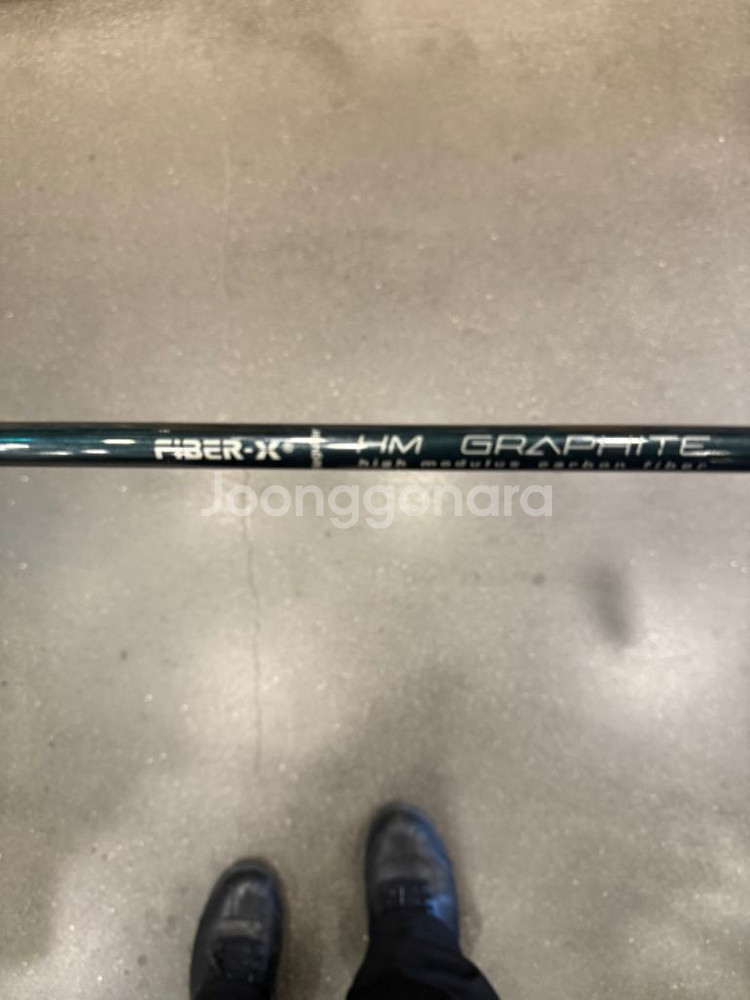 FIBER-X®
HM GRAPHITE
high modulus carbon fiber
Joonggonara